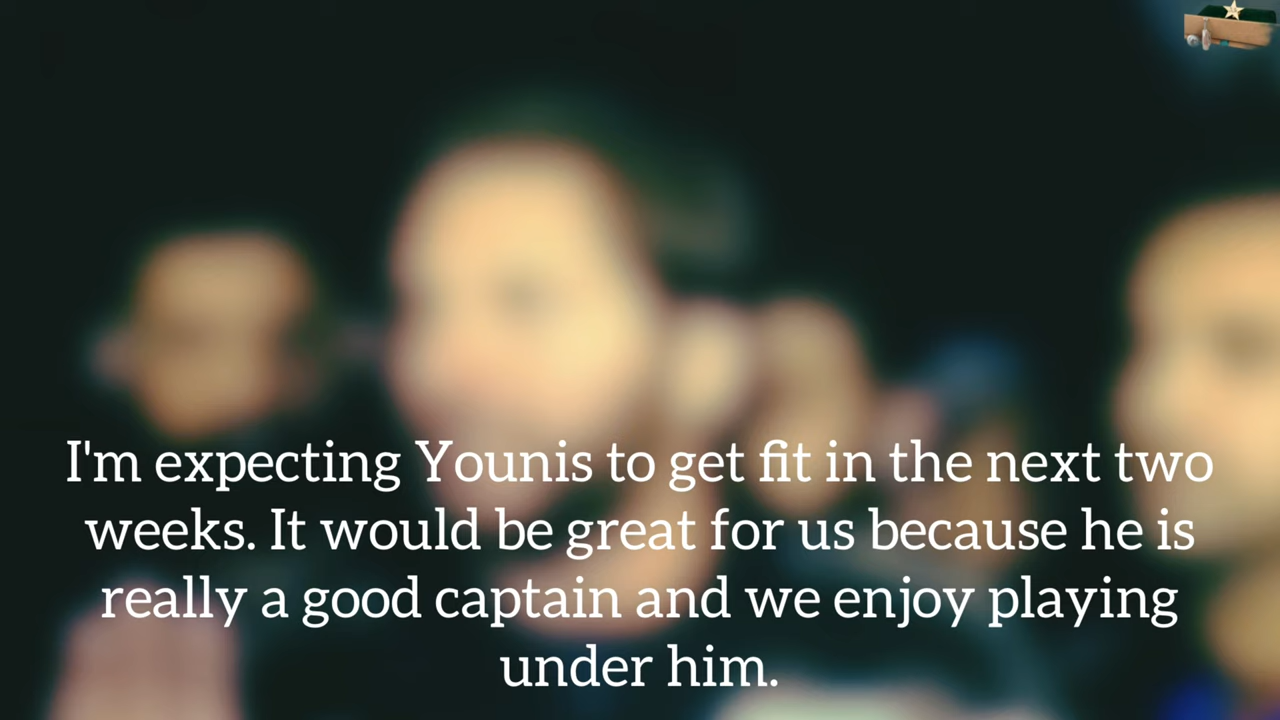 I'm expecting Younis to get fit in the next two
weeks. It would be great for us because he is
really a good captain and we enjoy playing
under him.